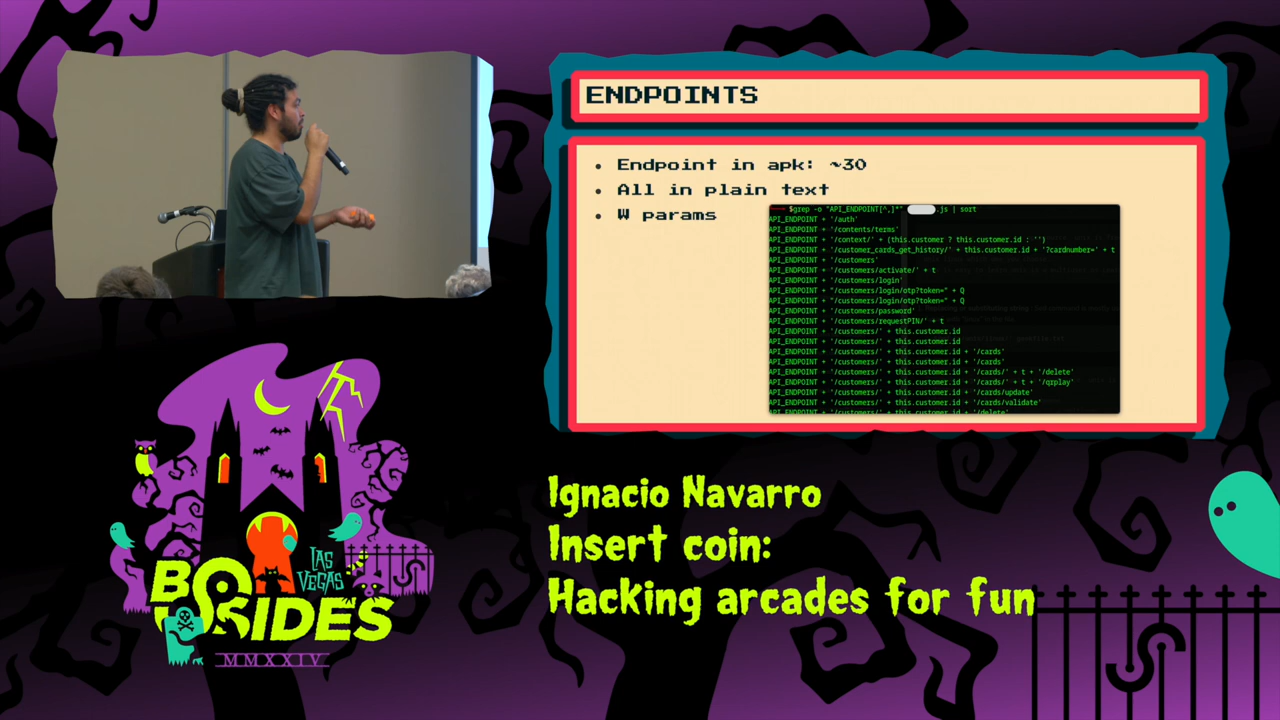 ENDPOINTS
• Endpoint in apk: ~30
• All in plain text
• W params
$grep -o "API_ENDPOINT[^,]*" .js | sort
API_ENDPOINT + '/auth'
API_ENDPOINT + '/contents/terms'
API_ENDPOINT + '/context/' + (this.customer ? this.customer.id : '')
API_ENDPOINT + '/customer_cards_get_history/' + this.customer.id + '?cardnumber=' + t
API_ENDPOINT + '/customers'
API_ENDPOINT + '/customers/activate/' + t
API_ENDPOINT + '/customers/login'
API_ENDPOINT + '/customers/login/otp?token=" + Q
API_ENDPOINT + '/customers/login/otp?token=" + Q
API_ENDPOINT + '/customers/password'
API_ENDPOINT + '/customers/requestPIN/' + t
API_ENDPOINT + '/customers/' + this.customer.id
API_ENDPOINT + '/customers/' + this.customer.id
API_ENDPOINT + '/customers/' + this.customer.id + '/cards'
API_ENDPOINT + '/customers/' + this.customer.id + '/cards'
API_ENDPOINT + '/customers/' + this.customer.id + '/cards/' + t + '/delete'
API_ENDPOINT + '/customers/' + this.customer.id + '/cards/' + t + '/qrplay'
API_ENDPOINT + '/customers/' + this.customer.id + '/cards/update'
API_ENDPOINT + '/customers/' + this.customer.id + '/cards/validate'
API_ENDPOINT + '/customers/' + this.customer.id + '/delete'
Ignacio Navarro
Insert coin:
Hacking arcades for fun
LAS
VEGAS
BSIDES
MMXXIV